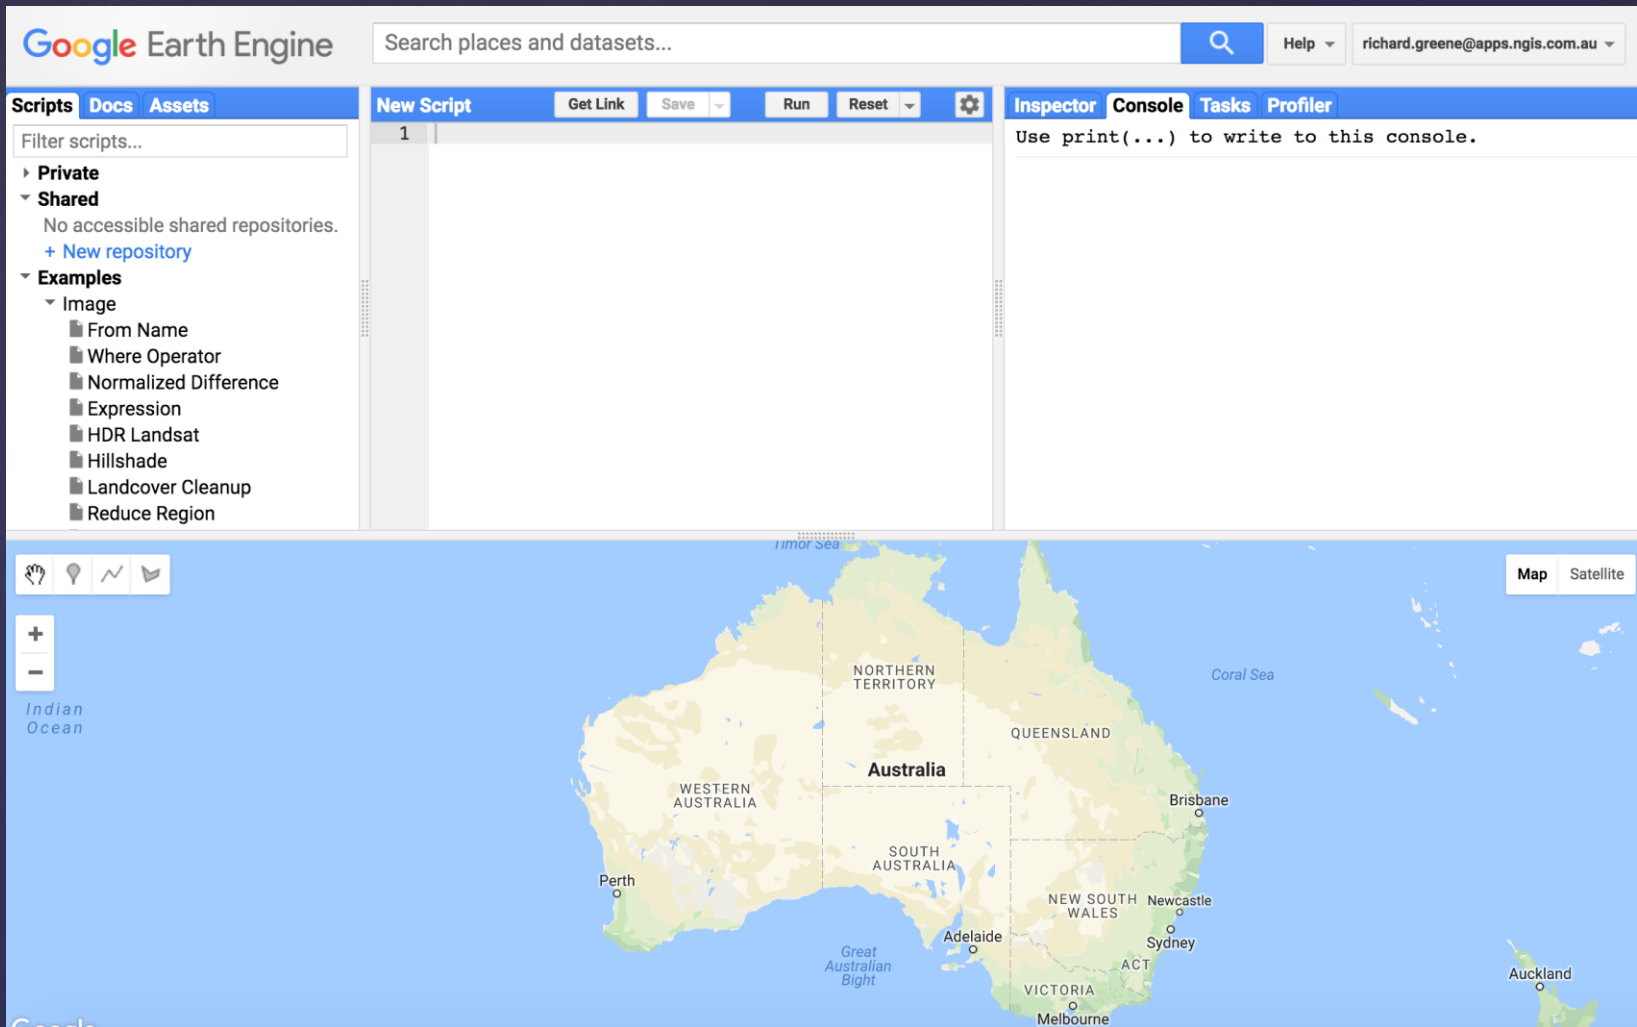 Google Earth Engine
Search places and datasets...
Help
richard.greene@apps.ngis.com.au
Scripts Docs Assets
Filter scripts...
Private
Shared
No accessible shared repositories.
+ New repository
Examples
Image
From Name
Where Operator
Normalized Difference
Expression
HDR Landsat
Hillshade
Landcover Cleanup
Reduce Region
New Script
Get Link
Save
Run
Reset
1
Inspector Console Tasks Profiler
Use print(...) to write to this console.
Map
Satellite
+
−
Timor Sea
NORTHERN
TERRITORY
Coral Sea
Indian
Ocean
QUEENSLAND
Australia
WESTERN
AUSTRALIA
Brisbane
SOUTH
AUSTRALIA
Perth
NEW SOUTH
WALES
Newcastle
Adelaide
Sydney
Great
Australian
Bight
ACT
Auckland
VICTORIA
Melbourne
Google